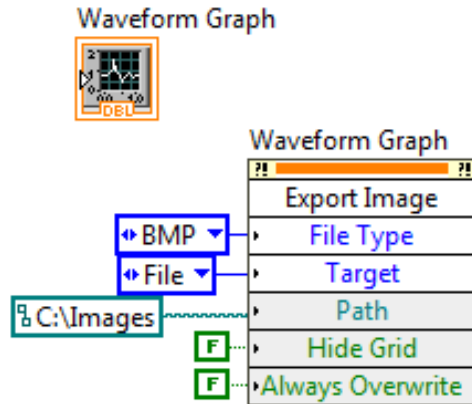 Waveform Graph
DBL
Waveform Graph
?! ?!
Export Image
BMP File Type
File Target
C:\Images Path
F Hide Grid
F Always Overwrite